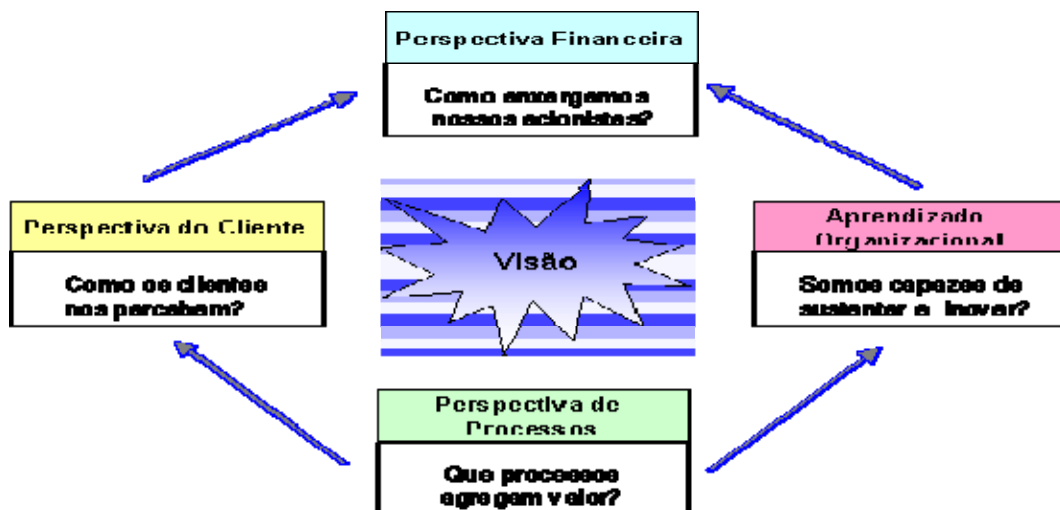 Perspectiva Financeira
Como enxergamos
nossos acionistas?
Perspectiva do Cliente
Como os clientes
nos percebem?
Visão
Aprendizado
Organizacional
Somos capazes de
sustentar e inovar?
Perspectiva de
Processos
Que processos
agregam valor?